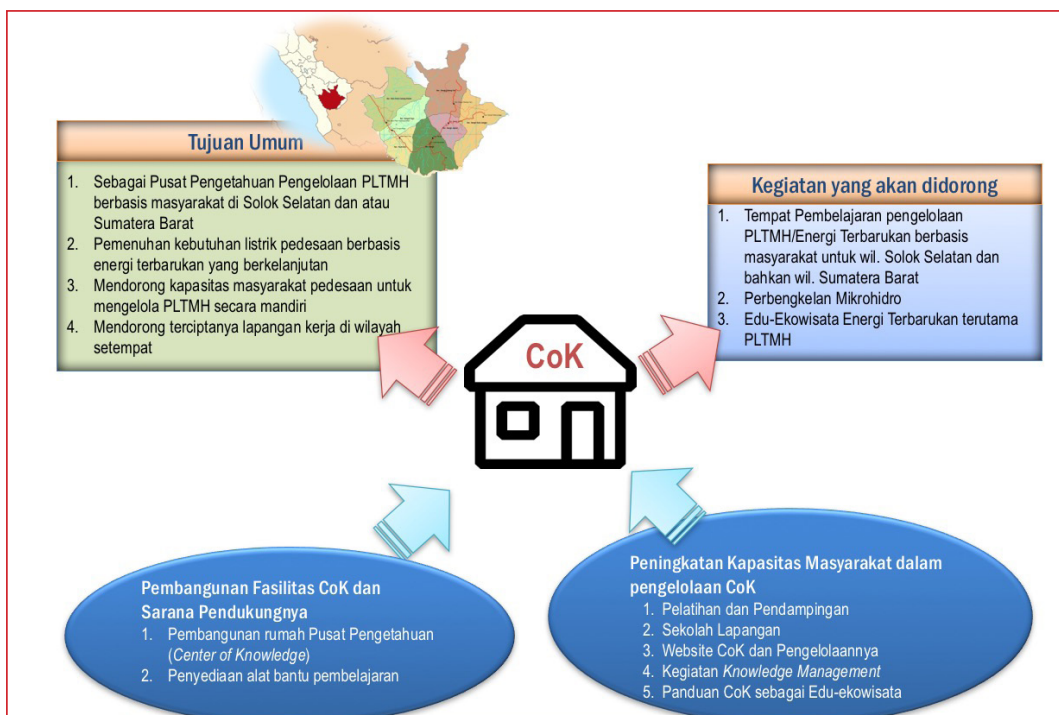 Tujuan Umum
1. Sebagai Pusat Pengetahuan Pengelolaan PLTMH
berbasis masyarakat di Solok Selatan dan atau
Sumatera Barat
2. Pemenuhan kebutuhan listrik pedesaan berbasis
energi terbarukan yang berkelanjutan
3. Mendorong kapasitas masyarakat pedesaan untuk
mengelola PLTMH secara mandiri
4. Mendorong terciptanya lapangan kerja di wilayah
setempat
Kegiatan yang akan didorong
1. Tempat Pembelajaran pengelolaan
PLTMH/Energi Terbarukan berbasis
masyarakat untuk wil. Solok Selatan dan
bahkan wil. Sumatera Barat
2. Perbengkelan Mikrohidro
3. Edu-Ekowisata Energi Terbarukan terutama
PLTMH
CoK
Pembangunan Fasilitas CoK dan
Sarana Pendukungnya
1. Pembangunan rumah Pusat Pengetahuan
(Center of Knowledge)
2. Penyediaan alat bantu pembelajaran
Peningkatan Kapasitas Masyarakat dalam
pengelolaan CoK
1. Pelatihan dan Pendampingan
2. Sekolah Lapangan
3. Website CoK dan Pengelolaannya
4. Kegiatan Knowledge Management
5. Panduan CoK sebagai Edu-ekowisata